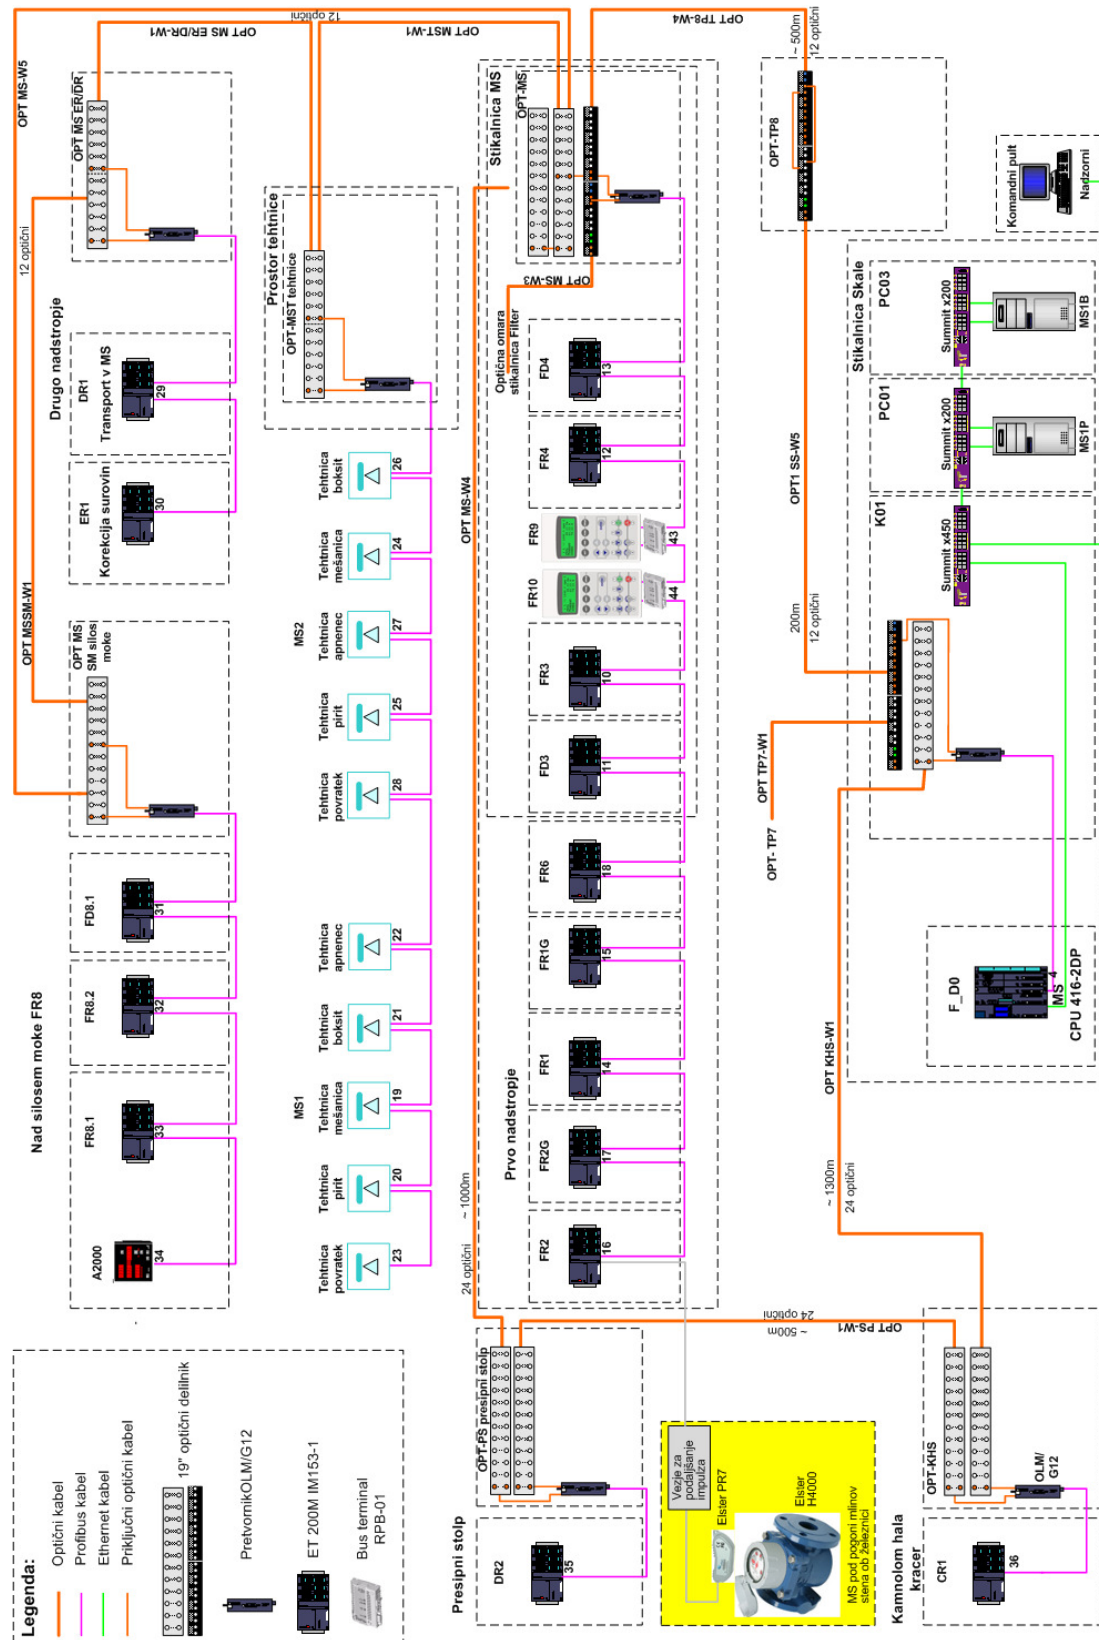 Legenda:
Optični kabel
Profibus kabel
Ethernet kabel
Priključni optični kabel
19" optični delilnik
PretvornikOLM/G12
ET 200M IM153-1
Bus terminal
RPB-01
Nad silosem moke FR8
A2000
34
FR8.1
33
FR8.2
32
FD8.1
31
OPT MS
SM silos
moke
OPT MSSM-W1
12 optični
OPT MS-W5
Drugo nadstropje
ER1
Korekcija surovin
30
DR1
Transport v MS
29
OPT MS ER/DR
OPT MS ER/DR-W1
12 optični
OPT MST-W1
Prostor tehtnice
OPT-MST tehtnice
MS1
Tehtnica
povratek
23
Tehtnica
pirit
20
Tehtnica
mešanica
19
Tehtnica
boksit
21
Tehtnica
apnenec
22
MS2
Tehtnica
povratek
28
Tehtnica
pirit
25
Tehtnica
apnenec
27
Tehtnica
mešanica
24
Tehtnica
boksit
26
24 optični
~ 1000m
OPT MS-W4
Prvo nadstropje
FR2
16
FR2G
17
FR1
14
FR1G
15
FR6
18
FD3
11
FR3
10
FR10
44
FR9
43
FR4
12
FD4
13
Optična omara
stikalnica Filter
OPT MS-W3
Stikalnica MS
OPT-MS
OPT TP8-W4
~ 500m
12 optični
OPT-TP8
OPT1 SS-W5
200m
12 optični
OPT- TP7
OPT TP7-W1
Presipni stolp
DR2
35
OPT-PS presipni stolp
~ 500m
24 optični
OPT PS-W1
Vezje za
podaljšanje
impulza
Elster PR7
Elster
H4000
MS pod pogoni mlinov
stena ob železnici
Kamnolom hala
kracer
CR1
36
OPT-KHS
OLM/
G12
~ 1300m
24 optični
OPT KHS-W1
F_D0
MS
4
CPU 416-2DP
Stikalnica Skale
K01
Summit x450
PC01
Summit x200
MS1P
PC03
Summit x200
MS1B
Komandni pult
Nadzorni